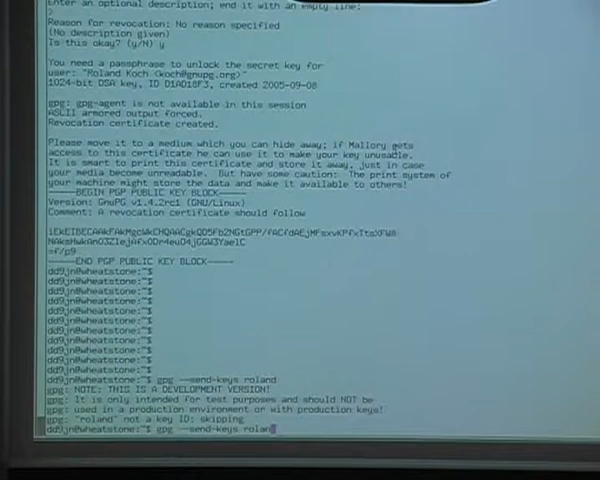 Enter an optional description; end it with an empty line:
>
Reason for revocation: No reason specified
(No description given)
Is this okay? (y/N) y
You need a passphrase to unlock the secret key for
user: "Roland Koch <koch@gnupg.org>"
1024-bit DSA key, ID D1AD18F3, created 2005-09-08
gpg: gpg-agent is not available in this session
ASCII armored output forced.
Revocation certificate created.
Please move it to a medium which you can hide away; if Mallory gets
access to this certificate he can use it to make your key unusable.
It is smart to print this certificate and store it away, just in case
your media become unreadable.  But have some caution:  The print system of
your machine might store the data and make it available to others!
-----BEGIN PGP PUBLIC KEY BLOCK-----
Version: GnuPG v1.4.2rc1 (GNU/Linux)
Comment: A revocation certificate should follow
-----END PGP PUBLIC KEY BLOCK-----
dd9jn@wheatstone:~$
dd9jn@wheatstone:~$
dd9jn@wheatstone:~$
dd9jn@wheatstone:~$
dd9jn@wheatstone:~$
dd9jn@wheatstone:~$
dd9jn@wheatstone:~$
dd9jn@wheatstone:~$
dd9jn@wheatstone:~$
dd9jn@wheatstone:~$
dd9jn@wheatstone:~$
dd9jn@wheatstone:~$ gpg --send-keys roland
gpg: NOTE: THIS IS A DEVELOPMENT VERSION!
gpg: It is only intended for test purposes and should NOT be
gpg: used in a production environment or with production keys!
gpg: "roland" not a key ID: skipping
dd9jn@wheatstone:~$ gpg --send-keys rolan